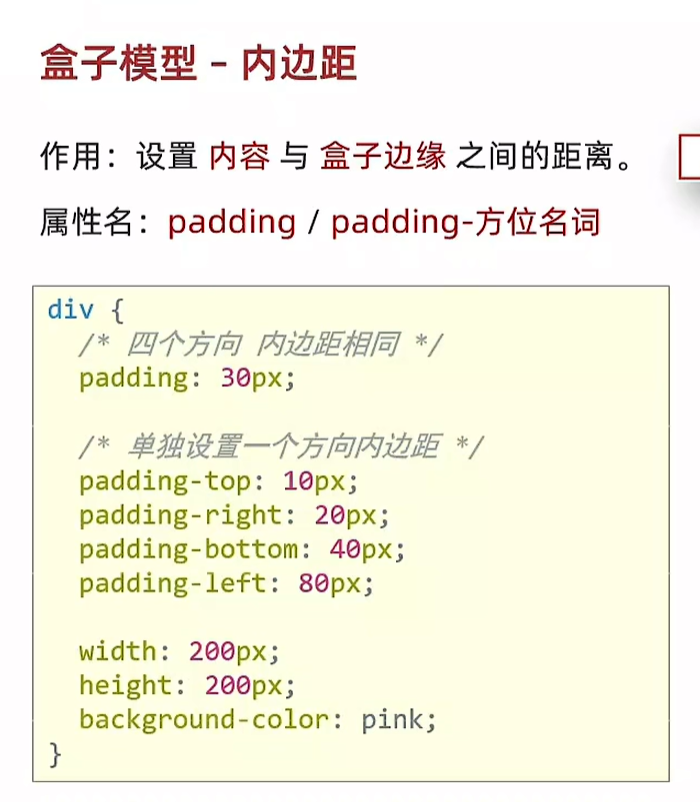 盒子模型 – 内边距
作用：设置 内容 与 盒子边缘 之间的距离。
属性名：padding / padding-方位名词
div {
  /* 四个方向 内边距相同 */
  padding: 30px;

  /* 单独设置一个方向内边距 */
  padding-top: 10px;
  padding-right: 20px;
  padding-bottom: 40px;
  padding-left: 80px;

  width: 200px;
  height: 200px;
  background-color: pink;
}